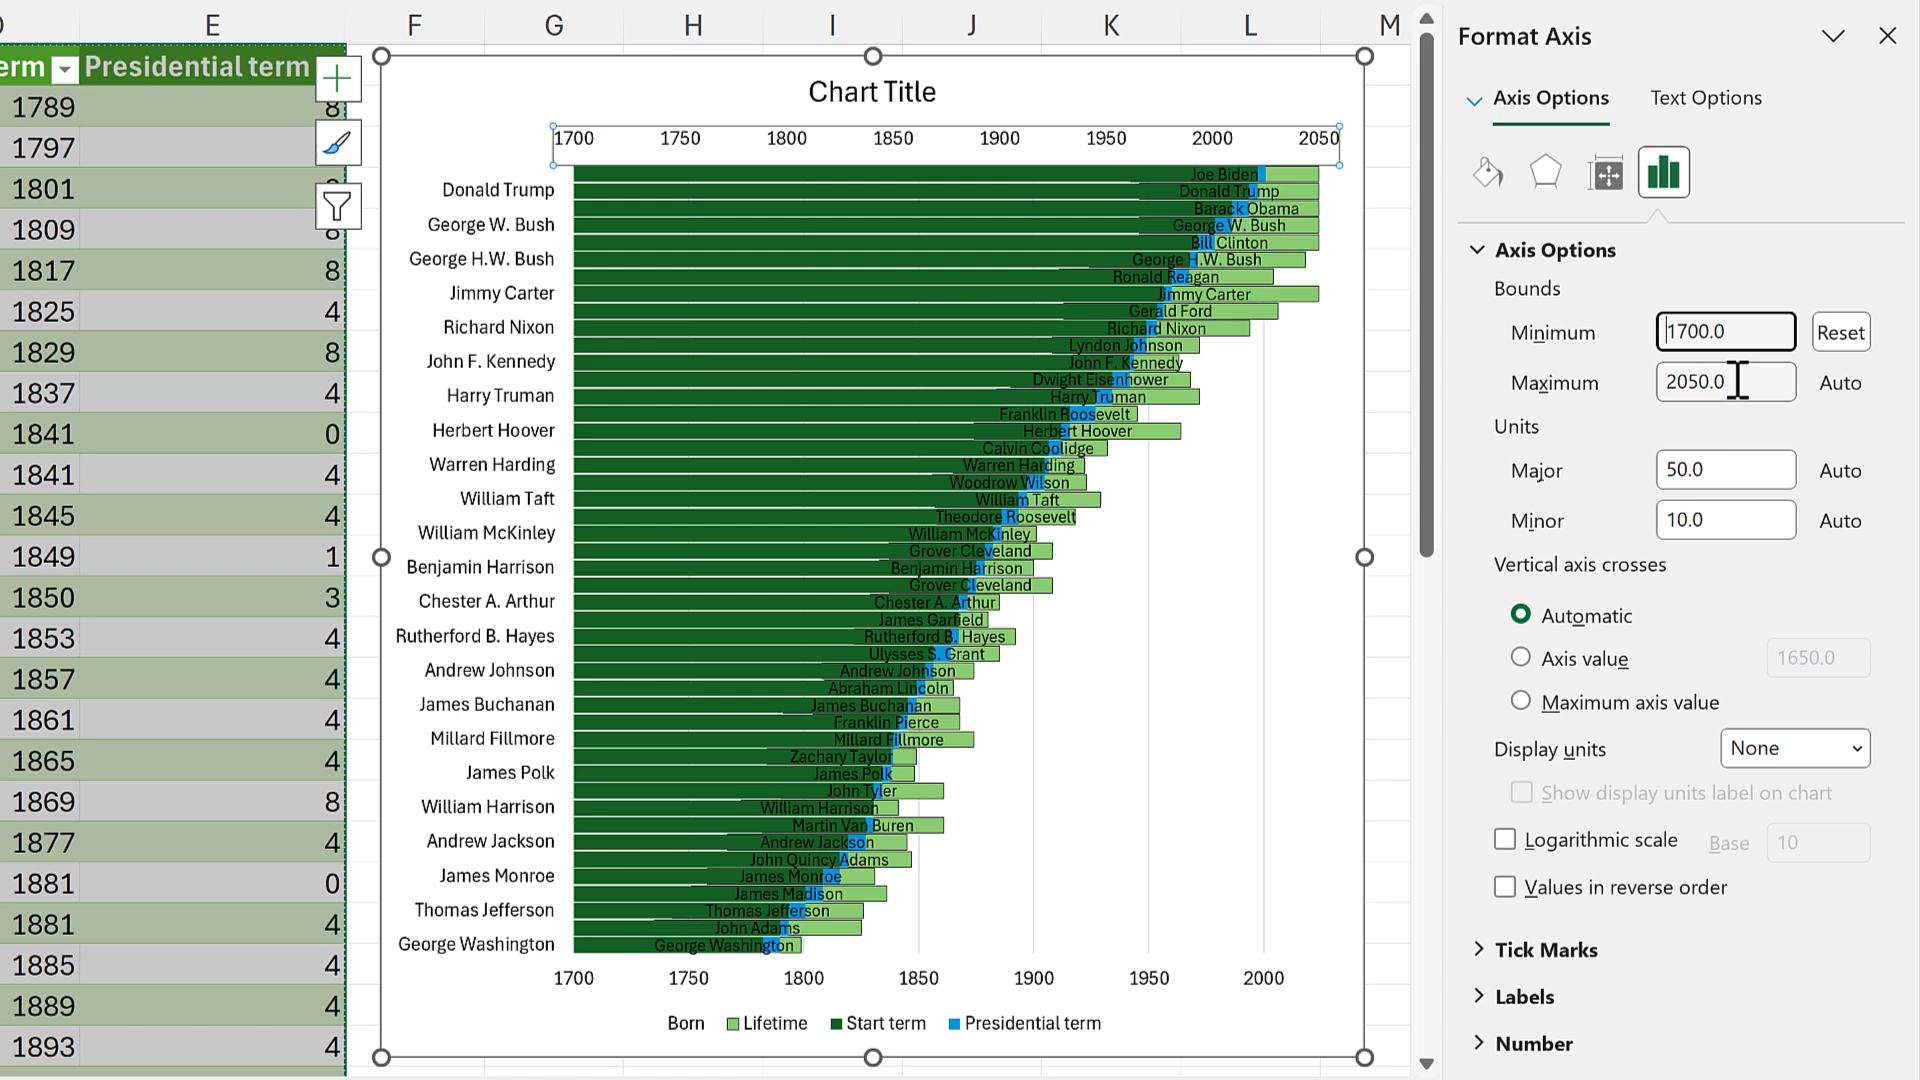 E F G H I J K L M
erm Presidential term
1789 8
1797
1801
1809 8
1817 8
1825 4
1829 8
1837 4
1841 0
1841 4
1845 4
1849 1
1850 3
1853 4
1857 4
1861 4
1865 4
1869 8
1877 4
1881 0
1881 4
1885 4
1889 4
1893 4
Chart Title
1700 1750 1800 1850 1900 1950 2000 2050
Donald Trump
George W. Bush
George H.W. Bush
Jimmy Carter
Richard Nixon
John F. Kennedy
Harry Truman
Herbert Hoover
Warren Harding
William Taft
William McKinley
Benjamin Harrison
Chester A. Arthur
Rutherford B. Hayes
Andrew Johnson
James Buchanan
Millard Fillmore
James Polk
William Harrison
Andrew Jackson
James Monroe
Thomas Jefferson
George Washington
Joe Biden
Donald Trump
Barack Obama
George W. Bush
Bill Clinton
George H.W. Bush
Ronald Reagan
Jimmy Carter
Gerald Ford
Richard Nixon
Lyndon Johnson
John F. Kennedy
Dwight Eisenhower
Harry Truman
Franklin Roosevelt
Herbert Hoover
Calvin Coolidge
Warren Harding
Woodrow Wilson
William Taft
Theodore Roosevelt
William McKinley
Grover Cleveland
Benjamin Harrison
Grover Cleveland
Chester A. Arthur
James Garfield
Rutherford B. Hayes
Ulysses S. Grant
Andrew Johnson
Abraham Lincoln
James Buchanan
Franklin Pierce
Millard Fillmore
Zachary Taylor
James Polk
John Tyler
William Harrison
Martin Van Buren
Andrew Jackson
John Quincy Adams
James Monroe
James Madison
Thomas Jefferson
John Adams
George Washington
1700 1750 1800 1850 1900 1950 2000
Born Lifetime Start term Presidential term
Format Axis
Axis Options Text Options
Axis Options
Bounds
Minimum 1700.0 Reset
Maximum 2050.0 Auto
Units
Major 50.0 Auto
Minor 10.0 Auto
Vertical axis crosses
Automatic
Axis value 1650.0
Maximum axis value
Display units None
Show display units label on chart
Logarithmic scale Base 10
Values in reverse order
Tick Marks
Labels
Number